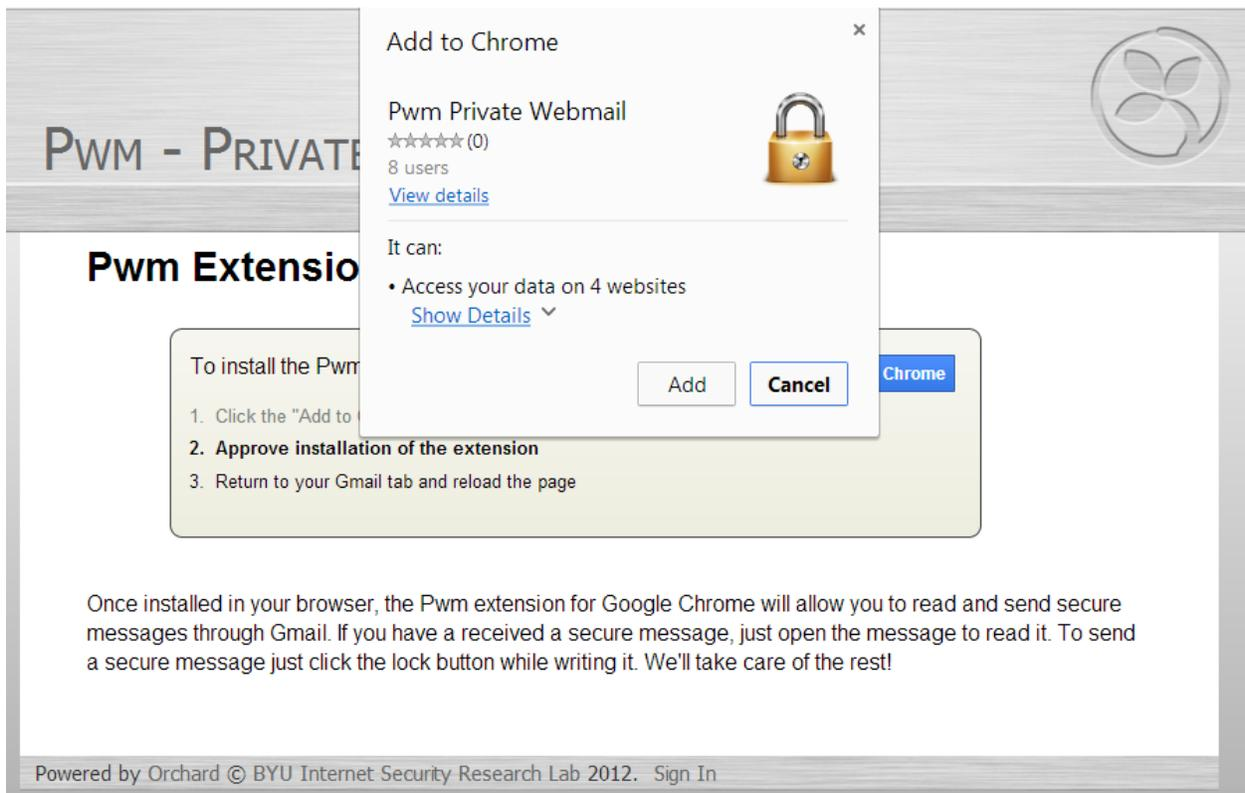 Add to Chrome
×
Pwm Private Webmail
(0)
8 users
View details
It can:
• Access your data on 4 websites
Show Details
Add
Cancel
PWM - PRIVATE
Pwm Extensio
To install the Pwm
Chrome
1. Click the "Add to
2. Approve installation of the extension
3. Return to your Gmail tab and reload the page
Once installed in your browser, the Pwm extension for Google Chrome will allow you to read and send secure
messages through Gmail. If you have a received a secure message, just open the message to read it. To send
a secure message just click the lock button while writing it. We'll take care of the rest!
Powered by Orchard © BYU Internet Security Research Lab 2012. Sign In